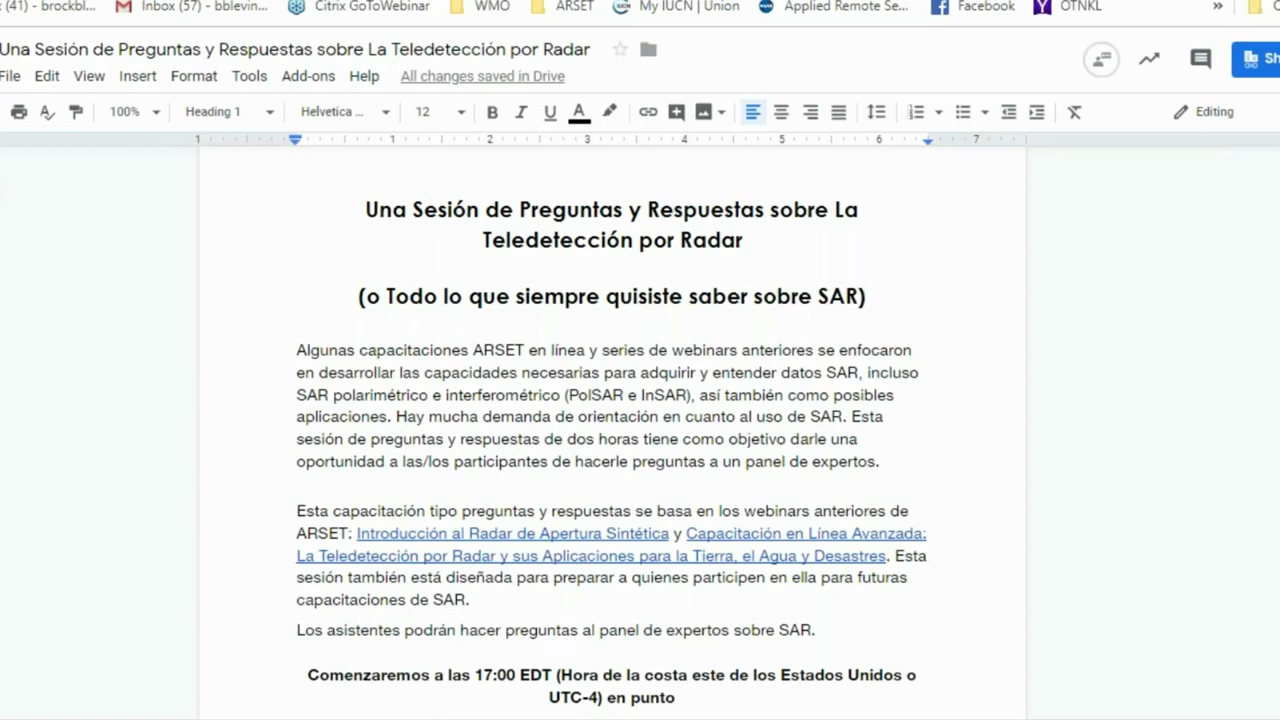 (41) - brockbl...
Inbox (57) - bblevin...
Citrix GoToWebinar
WMO
ARSET
My IUCN | Union
Applied Remote Se...
Facebook
OTNKL
»
Una Sesión de Preguntas y Respuestas sobre La Teledetección por Radar
File Edit View Insert Format Tools Add-ons Help All changes saved in Drive
100% Heading 1 Helvetica ... 12 B I U A Editing
1 1 2 3 4 5 6 7
Una Sesión de Preguntas y Respuestas sobre La
Teledetección por Radar
(o Todo lo que siempre quisiste saber sobre SAR)
Algunas capacitaciones ARSET en línea y series de webinars anteriores se enfocaron
en desarrollar las capacidades necesarias para adquirir y entender datos SAR, incluso
SAR polarimétrico e interferométrico (PolSAR e InSAR), así también como posibles
aplicaciones. Hay mucha demanda de orientación en cuanto al uso de SAR. Esta
sesión de preguntas y respuestas de dos horas tiene como objetivo darle una
oportunidad a las/los participantes de hacerle preguntas a un panel de expertos.
Esta capacitación tipo preguntas y respuestas se basa en los webinars anteriores de
ARSET: Introducción al Radar de Apertura Sintética y Capacitación en Línea Avanzada:
La Teledetección por Radar y sus Aplicaciones para la Tierra, el Agua y Desastres. Esta
sesión también está diseñada para preparar a quienes participen en ella para futuras
capacitaciones de SAR.
Los asistentes podrán hacer preguntas al panel de expertos sobre SAR.
Comenzaremos a las 17:00 EDT (Hora de la costa este de los Estados Unidos o
UTC-4) en punto